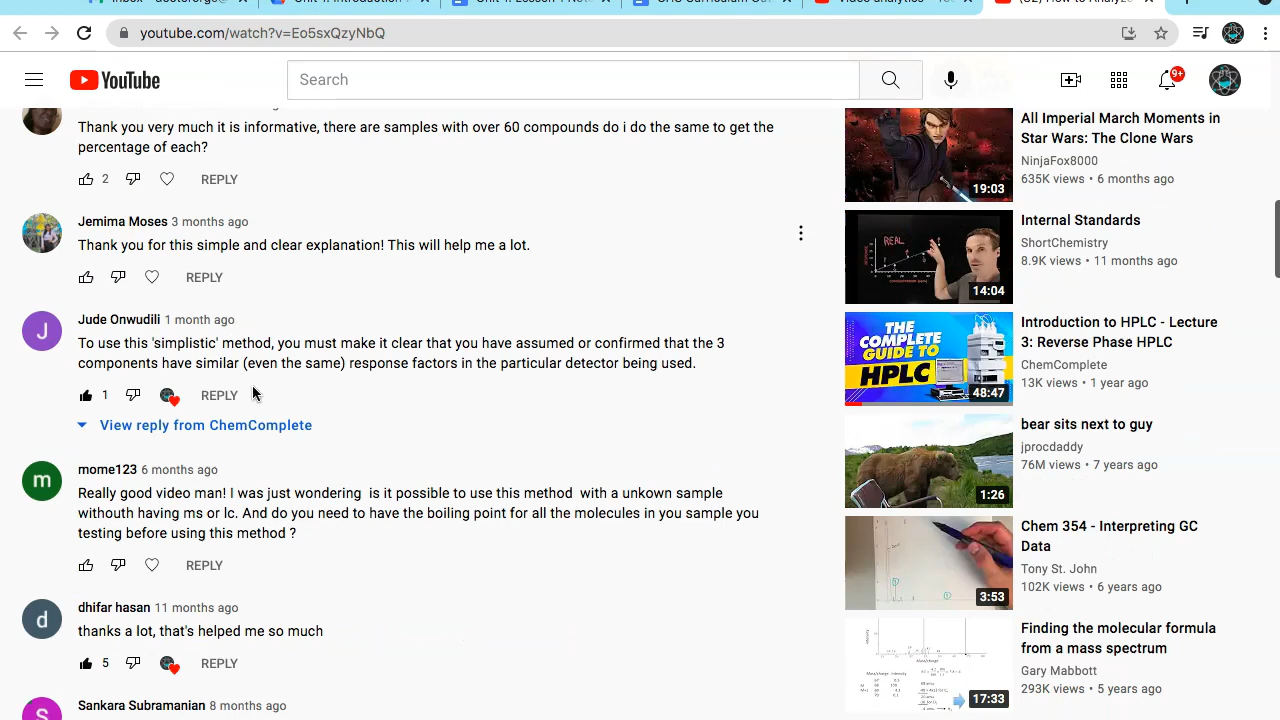 youtube.com/watch?v=Eo5sxQzyNbQ
YouTube
Search
9+
Thank you very much it is informative, there are samples with over 60 compounds do i do the same to get the
percentage of each?
2
REPLY
Jemima Moses 3 months ago
Thank you for the simple and clear explanation! This will help me a lot.
REPLY
Jude Onwudili 1 month ago
To use this simplistic method, you must make it clear that you have assumed or confirmed that the 3
components have similar (even the same) response factors in the particular detector being used.
1
REPLY
View reply from ChemComplete
mome123 6 months ago
Really good video man! I was just wondering is it possible to use this method with a unkown sample
withouth having ms or lc. And do you need to have the boiling point for all the molecules in you sample you
testing before using this method ?
REPLY
dhifar hasan 11 months ago
thanks a lot, that's helped me so much
5
REPLY
Sankara Subramanian
months ago
All Imperial March Moments in
Star Wars: The Clone Wars
NinjaFox8000
635K views • 6 months ago
19:03
Internal Standards
ShortChemistry
8.9K views • 11 months ago
REAL
14:04
Introduction to HPLC - Lecture
3: Reverse Phase HPLC
ChemComplete
13K views • 1 year ago
THE
COMPLETE
GUIDE TO
HPLC
48:47
bear sits next to guy
jprocdaddy
76M views • 7 years ago
1:26
Chem 354 - Interpreting GC
Data
Tony St. John
102K views • 6 years ago
3:53
Finding the molecular formula
from a mass spectrum
Gary Mabbott
293K views • 5 years ago
Mass/charge
17:33